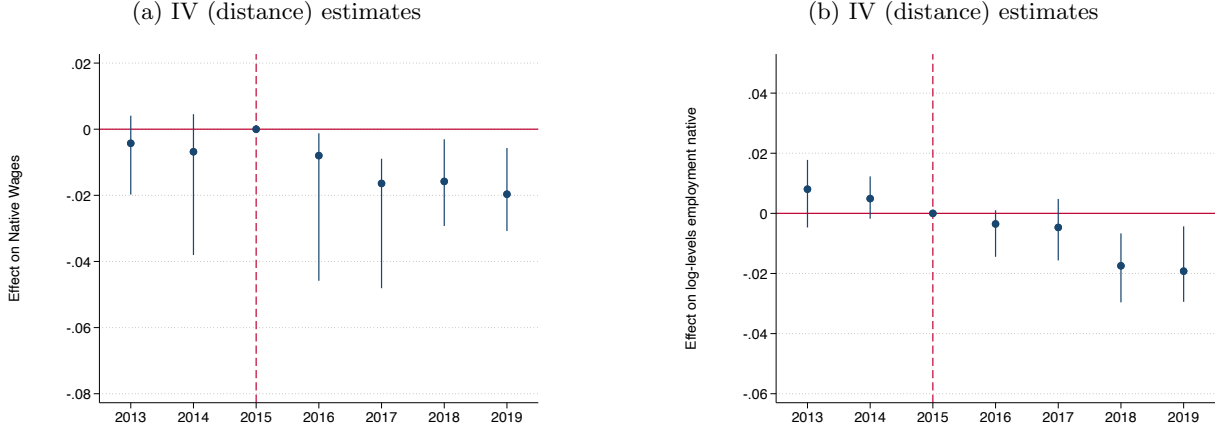 (a) IV (distance) estimates
Effect on Native Wages
.02
0
-.02
-.04
-.06
-.08
2013 2014 2015 2016 2017 2018 2019
(b) IV (distance) estimates
Effect on log-levels employment native
.04
.02
0
-.02
-.04
-.06
2013 2014 2015 2016 2017 2018 2019